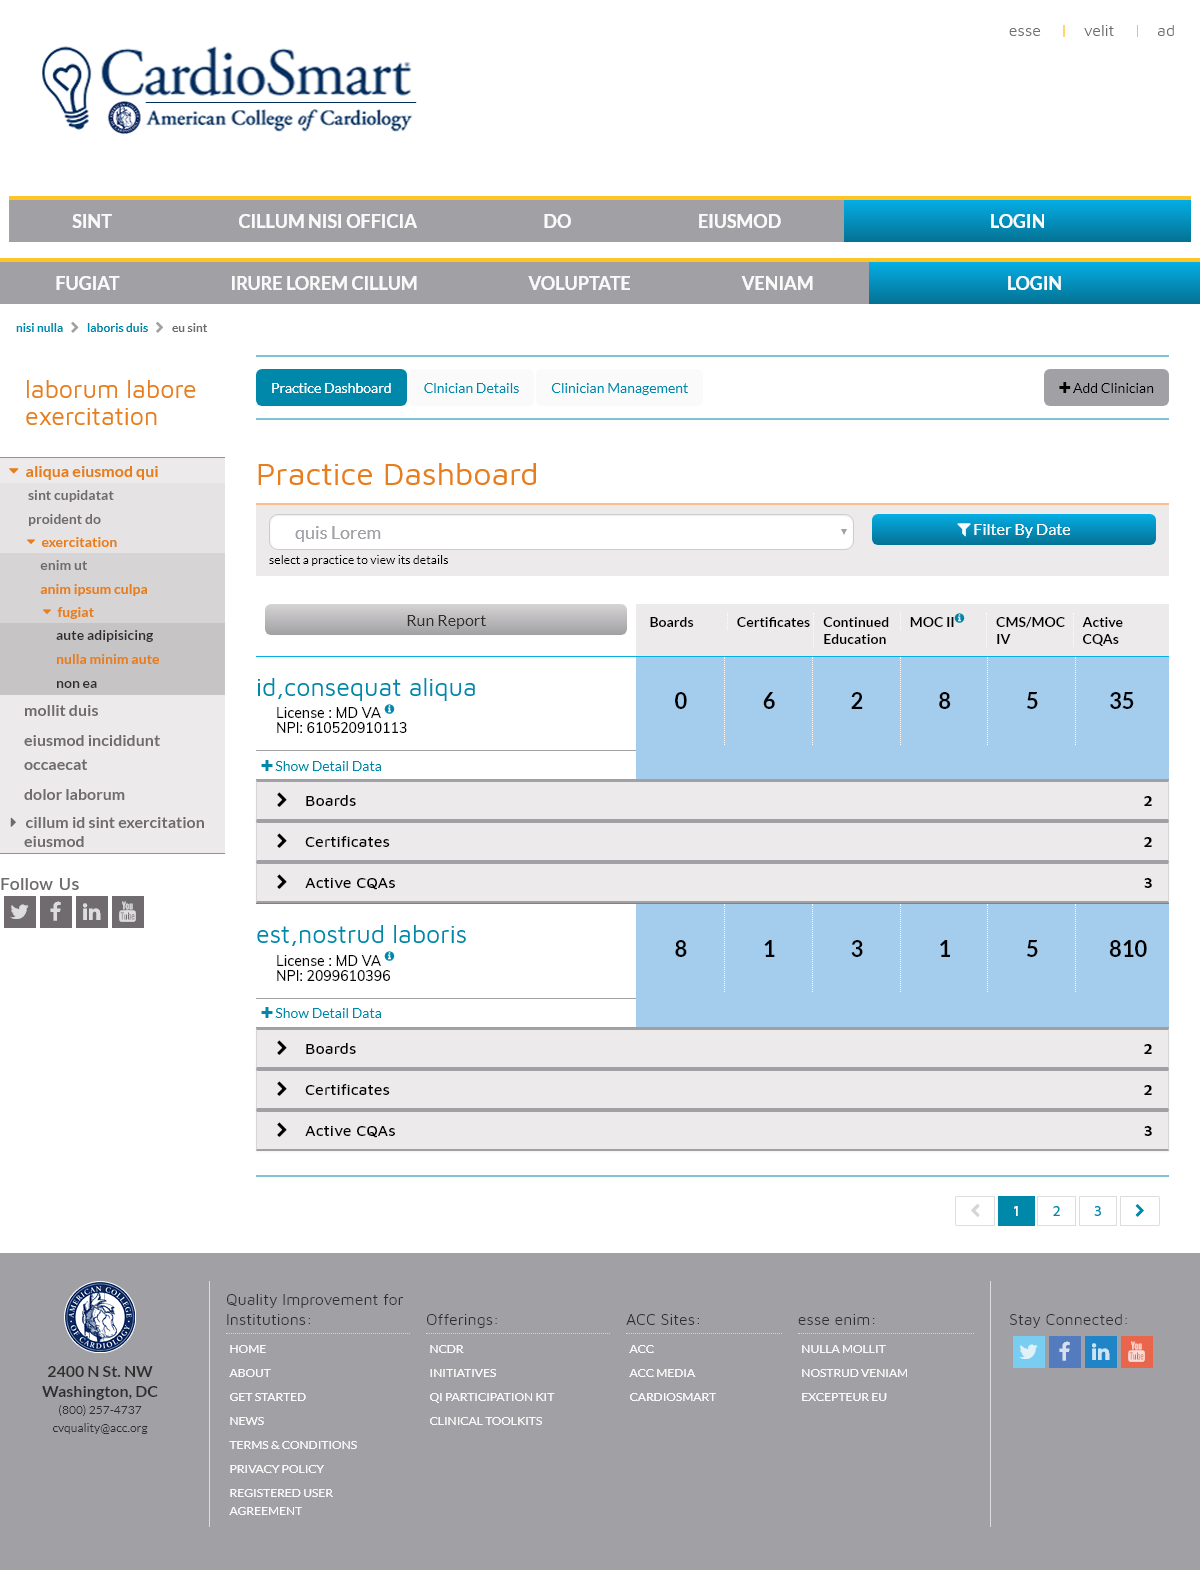 esse velit ad
CardioSmart
American College of Cardiology
SINT CILLUM NISI OFFICIA DO EIUSMOD LOGIN
FUGIAT IRURE LOREM CILLUM VOLUPTATE VENIAM LOGIN
nisi nulla laboris duis eu sint
laborum labore
exercitation
aliqua eiusmod qui
sint cupidatat
proident do
exercitation
enim ut
anim ipsum culpa
fugiat
aute adipisicing
nulla minim aute
non ea
mollit duis
eiusmod incididunt
occaecat
dolor laborum
cillum id sint exercitation
eiusmod
Follow Us
Practice Dashboard Clnician Details Clinician Management Add Clinician
Practice Dashboard
quis Lorem Filter By Date
select a practice to view its details
Run Report
Boards Certificates Continued Education MOC II CMS/MOC IV Active CQAs
id,consequat aliqua
License : MD VA
NPI: 610520910113
0 6 2 8 5 35
Show Detail Data
Boards 2
Certificates 2
Active CQAs 3
est,nostrud laboris
License : MD VA
NPI: 2099610396
8 1 3 1 5 810
Show Detail Data
Boards 2
Certificates 2
Active CQAs 3
1 2 3
AMERICAN COLLEGE OF CARDIOLOGY
2400 N St. NW
Washington, DC
(800) 257-4737
cvquality@acc.org
Quality Improvement for
Institutions:
HOME
ABOUT
GET STARTED
NEWS
TERMS & CONDITIONS
PRIVACY POLICY
REGISTERED USER
AGREEMENT
Offerings:
NCDR
INITIATIVES
QI PARTICIPATION KIT
CLINICAL TOOLKITS
ACC Sites:
ACC
ACC MEDIA
CARDIOSMART
esse enim:
NULLA MOLLIT
NOSTRUD VENIAM
EXCEPTEUR EU
Stay Connected: